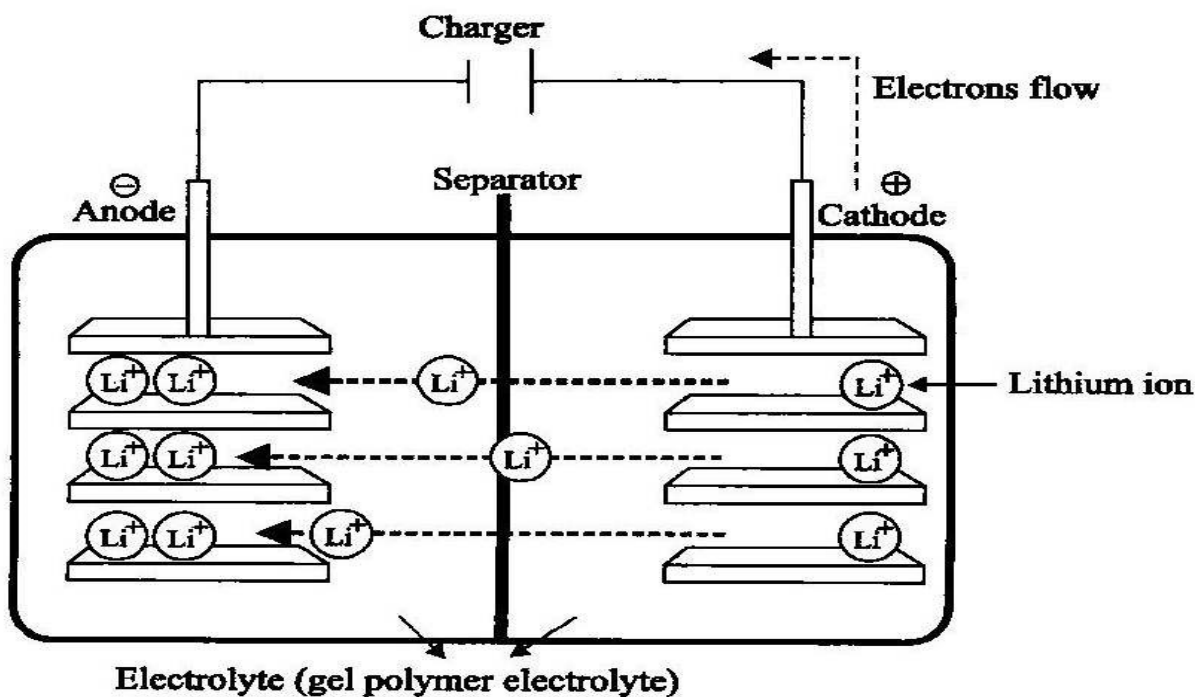 Charger
Electrons flow
⊖
Anode
Separator
⊕
Cathode
Li+ Li+ Li+ Li+
Lithium ion
Li+ Li+ Li+ Li+
Li+ Li+ Li+ Li+
Electrolyte (gel polymer electrolyte)